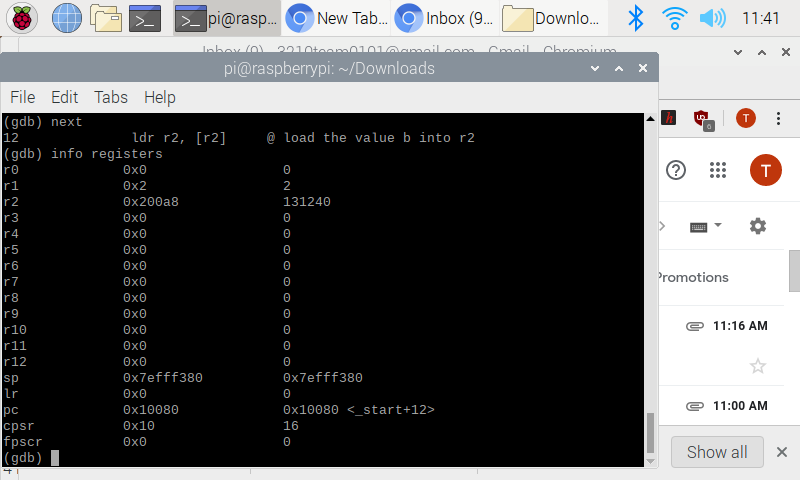 pi@rasp... New Tab... Inbox (9... Downlo... 11:41
Inbox (9) - 3210team0101@gmail.com - Gmail - Chromium
pi@raspberrypi: ~/Downloads
File Edit Tabs Help
(gdb) next
12 ldr r2, [r2] @ load the value b into r2
(gdb) info registers
r0 0x0 0
r1 0x2 2
r2 0x200a8 131240
r3 0x0 0
r4 0x0 0
r5 0x0 0
r6 0x0 0
r7 0x0 0
r8 0x0 0
r9 0x0 0
r10 0x0 0
r11 0x0 0
r12 0x0 0
sp 0x7efff380 0x7efff380
lr 0x0 0
pc 0x10080 0x10080 <_start+12>
cpsr 0x10 16
fpscr 0x0 0
(gdb)
T
T
Promotions
11:16 AM
11:00 AM
Show all